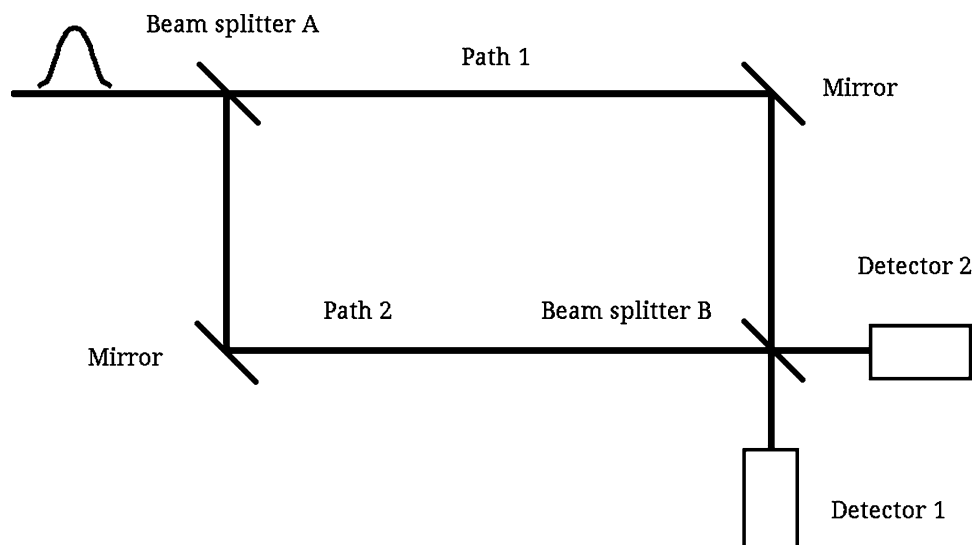 Beam splitter A
Path 1
Mirror
Detector 2
Path 2
Beam splitter B
Mirror
Detector 1